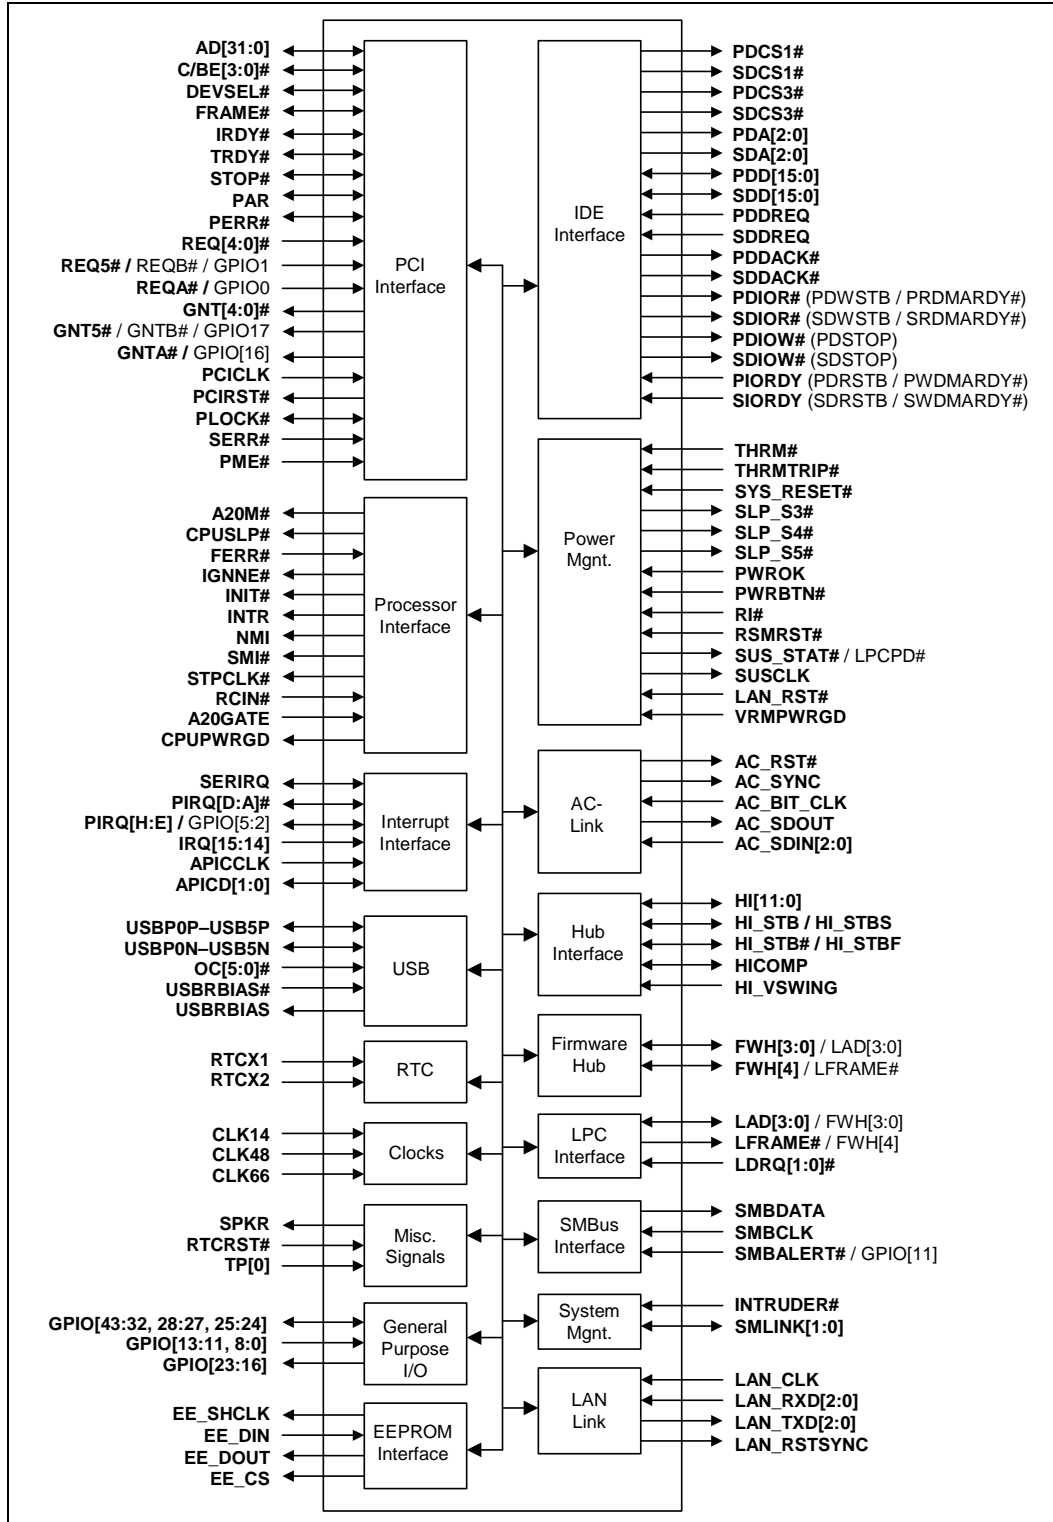 AD[31:0]
C/BE[3:0]#
DEVSEL#
FRAME#
IRDY#
TRDY#
STOP#
PAR
PERR#
REQ[4:0]#
REQ5# / REQB# / GPIO1
REQA# / GPIO0
GNT[4:0]#
GNT5# / GNTB# / GPIO17
GNTA# / GPIO[16]
PCICLK
PCIRST#
PLOCK#
SERR#
PME#
PCI
Interface
A20M#
CPUSLP#
FERR#
IGNNE#
INIT#
INTR
NMI
SMI#
STPCLK#
RCIN#
A20GATE
CPUPWRGD
Processor
Interface
SERIRQ
PIRQ[D:A]#
PIRQ[H:E] / GPIO[5:2]
IRQ[15:14]
APICCLK
APICD[1:0]
Interrupt
Interface
USBP0P–USB5P
USBP0N–USB5N
OC[5:0]#
USBRBIAS#
USBRBIAS
USB
RTCX1
RTCX2
RTC
CLK14
CLK48
CLK66
Clocks
SPKR
RTCRST#
TP[0]
Misc.
Signals
GPIO[43:32, 28:27, 25:24]
GPIO[13:11, 8:0]
GPIO[23:16]
General
Purpose
I/O
EE_SHCLK
EE_DIN
EE_DOUT
EE_CS
EEPROM
Interface
IDE
Interface
PDCS1#
SDCS1#
PDCS3#
SDCS3#
PDA[2:0]
SDA[2:0]
PDD[15:0]
SDD[15:0]
PDDREQ
SDDREQ
PDDACK#
SDDACK#
PDIOR# (PDWSTB / PRDMARDY#)
SDIOR# (SDWSTB / SRDMARDY#)
PDIOW# (PDSTOP)
SDIOW# (SDSTOP)
PIORDY (PDRSTB / PWDMARDY#)
SIORDY (SDRSTB / SWDMARDY#)
Power
Mgnt.
THRM#
THRMTRIP#
SYS_RESET#
SLP_S3#
SLP_S4#
SLP_S5#
PWROK
PWRBTN#
RI#
RSMRST#
SUS_STAT# / LPCPD#
SUSCLK
LAN_RST#
VRMPWRGD
AC-
Link
AC_RST#
AC_SYNC
AC_BIT_CLK
AC_SDOUT
AC_SDIN[2:0]
Hub
Interface
HI[11:0]
HI_STB / HI_STBS
HI_STB# / HI_STBF
HICOMP
HI_VSWING
Firmware
Hub
FWH[3:0] / LAD[3:0]
FWH[4] / LFRAME#
LPC
Interface
LAD[3:0] / FWH[3:0]
LFRAME# / FWH[4]
LDRQ[1:0]#
SMBus
Interface
SMBDATA
SMBCLK
SMBALERT# / GPIO[11]
System
Mgnt.
INTRUDER#
SMLINK[1:0]
LAN
Link
LAN_CLK
LAN_RXD[2:0]
LAN_TXD[2:0]
LAN_RSTSYNC